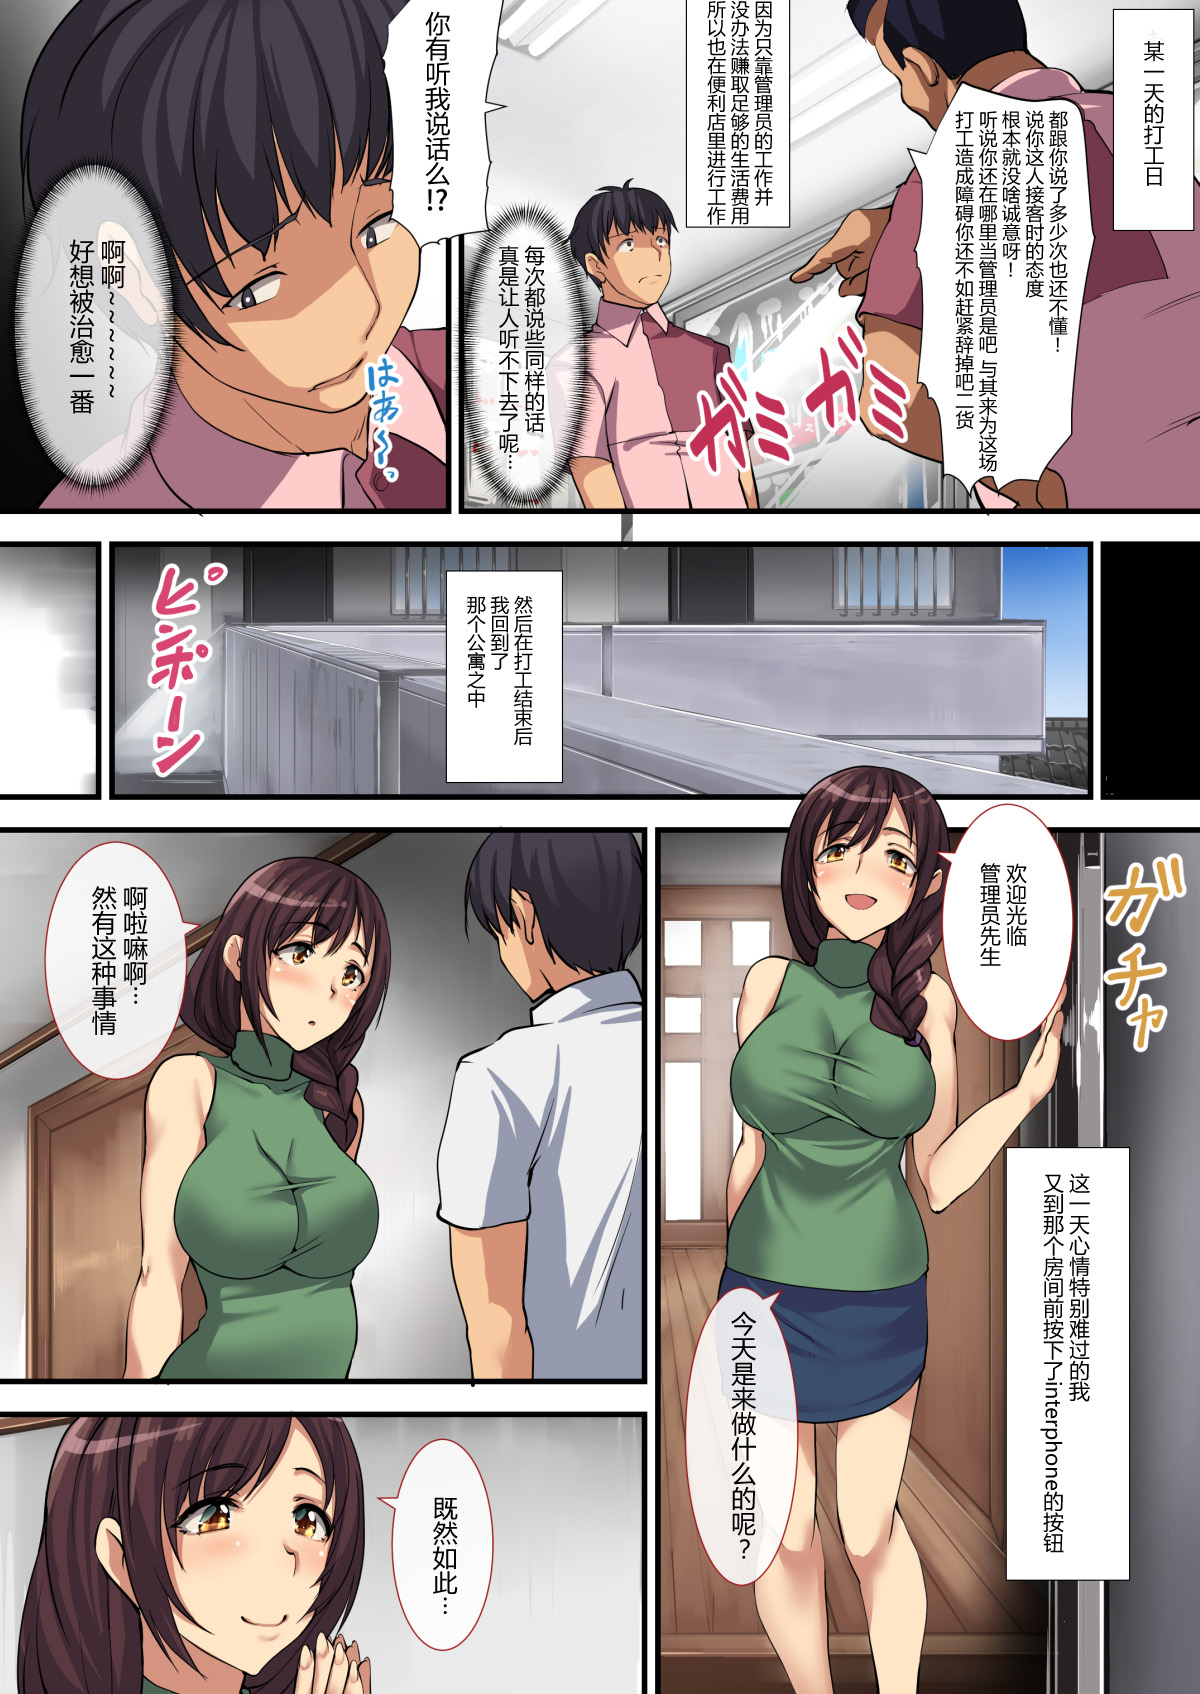 某一天的打工日
都跟你说了多少次也还不懂！
说你这人接客时的态度
根本就没啥诚意呀！
听说你还在哪里当管理员是吧 与其来为这场
打工造成障碍你还不如赶紧辞掉吧二货
因为只靠管理员的工作并
没办法赚取足够的生活费用
所以也在便利店里进行工作
ガミガミ
每次都说些同样的话
真是让人听不下去了呢…
你有听我说话么!?
はあ～っ
啊啊~~~~~
好想被治愈一番
然后在打工结束后
我回到了
那个公寓之中
ピンポーン
ガチャ
欢迎光临
管理员先生
这一天心情特别难过的我
又到那个房间前按下了interphone的按钮
今天是来做什么的呢？
啊啦嘛啊…
然有这种事情
既然如此…